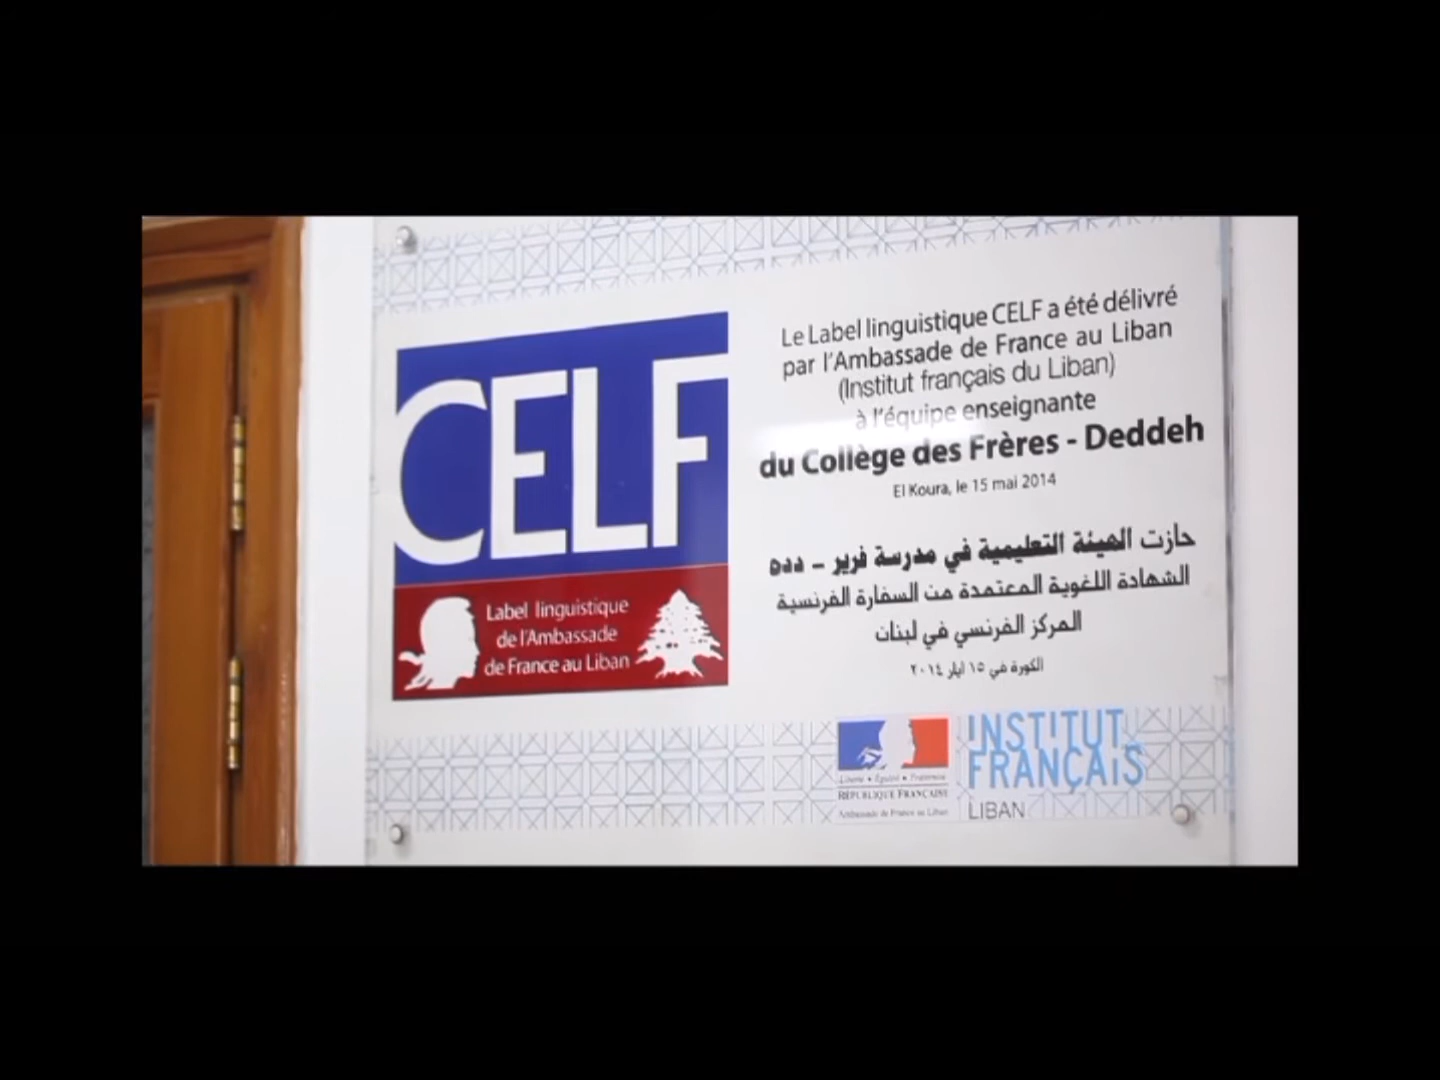 CELF
Label linguistique
de l'Ambassade
de France au Liban
Le Label linguistique CELF a été délivré
par l'Ambassade de France au Liban
(Institut français du Liban)
à l'équipe enseignante
du Collège des Frères - Deddeh
El Koura, le 15 mai 2014
حازت الهيئة التعليمية في مدرسة فرير - دده
الشهادة اللغوية المعتمدة من السفارة الفرنسية
المركز الفرنسي في لبنان
الكورة في ١٥ ايار ٢٠١٤
Liberté • Égalité • Fraternité
RÉPUBLIQUE FRANÇAISE
Ambassade de France au Liban
INSTITUT
FRANÇAIS
LIBAN